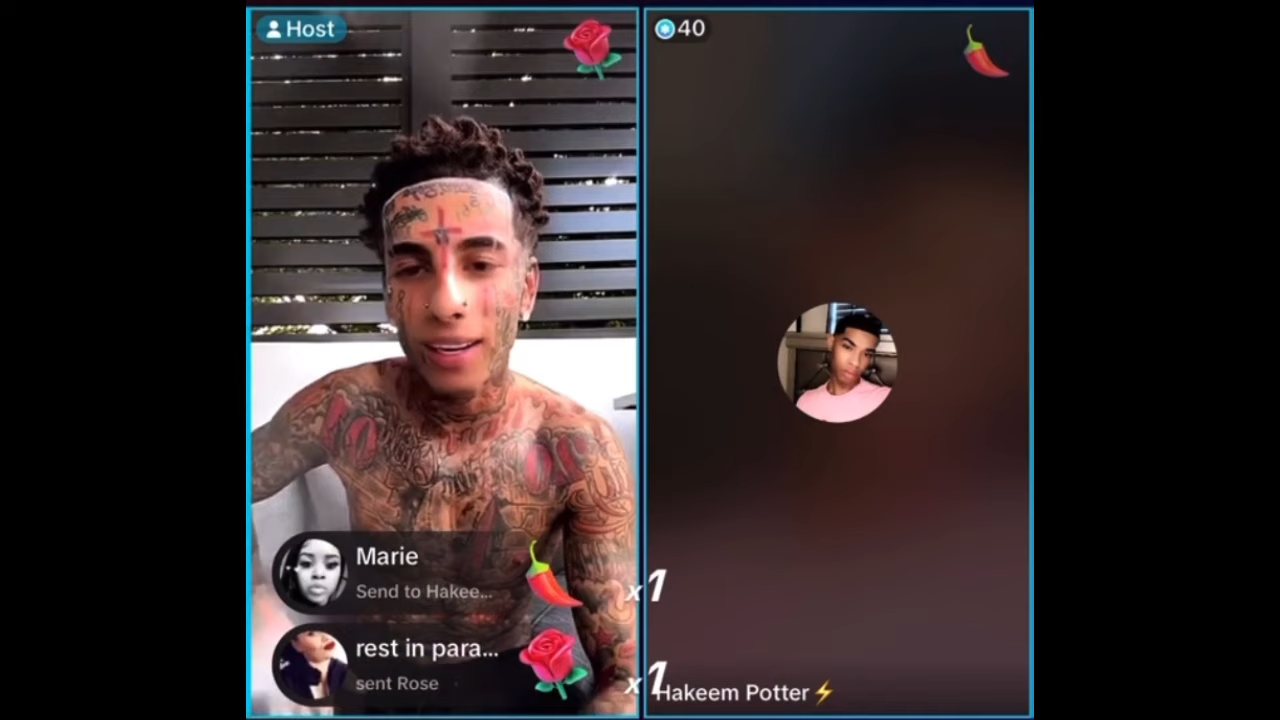 Host
40
Marie
Send to Hakee...
x1
rest in para...
sent Rose
x1
Hakeem Potter⚡